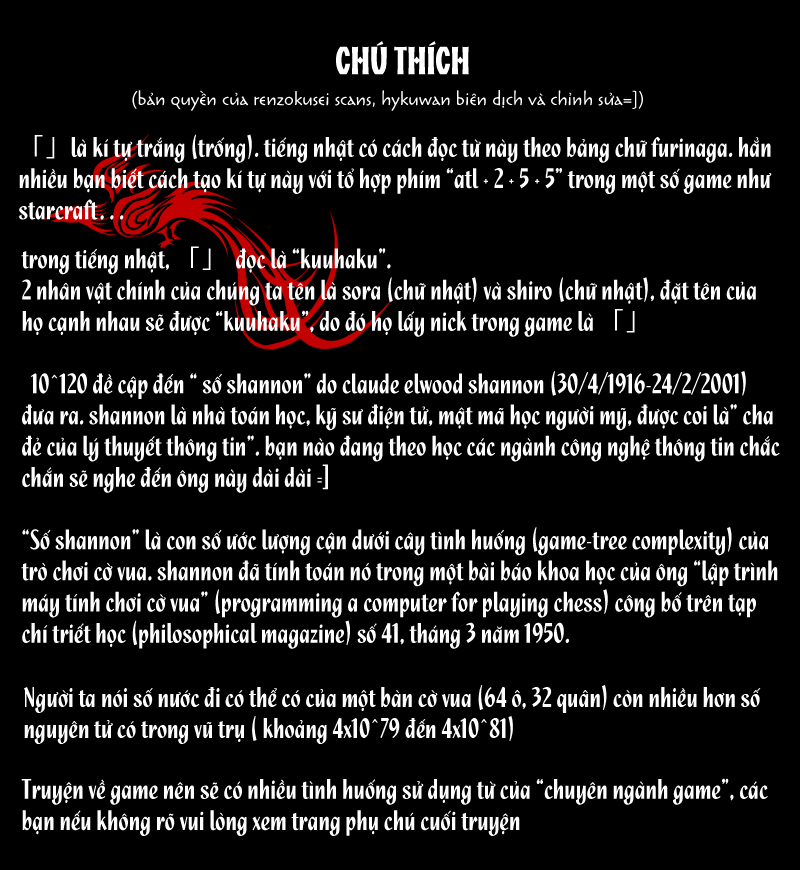 CHÚ THÍCH
(bản quyền của renzokusei scans, hykuwan biên dịch và chỉnh sửa=])
「」là kí tự trắng (trống). tiếng nhật có cách đọc từ này theo bảng chữ furinaga. hẳn
nhiều bạn biết cách tạo kí tự này với tổ hợp phím “atl + 2 + 5 + 5” trong một số game như
starcraft...
trong tiếng nhật, 「」 đọc là “kuuhaku”.
2 nhân vật chính của chúng ta tên là sora (chữ nhật) và shiro (chữ nhật), đặt tên của
họ cạnh nhau sẽ được “kuuhaku”, do đó họ lấy nick trong game là 「」
10^120 đề cập đến “ số shannon” do claude elwood shannon (30/4/1916-24/2/2001)
đưa ra. shannon là nhà toán học, kỹ sư điện tử, mật mã học người mỹ, được coi là” cha
đẻ của lý thuyết thông tin”. bạn nào đang theo học các ngành công nghệ thông tin chắc
chắn sẽ nghe đến ông này dài dài =]
“Số shannon” là con số ước lượng cận dưới cây tình huống (game-tree complexity) của
trò chơi cờ vua. shannon đã tính toán nó trong một bài báo khoa học của ông “lập trình
máy tính chơi cờ vua” (programming a computer for playing chess) công bố trên tạp
chí triết học (philosophical magazine) số 41, tháng 3 năm 1950.
Người ta nói số nước đi có thể có của một bàn cờ vua (64 ô, 32 quân) còn nhiều hơn số
nguyên tử có trong vũ trụ ( khoảng 4x10^79 đến 4x10^81)
Truyện về game nên sẽ có nhiều tình huống sử dụng từ của “chuyên ngành game”, các
bạn nếu không rõ vui lòng xem trang phụ chú cuối truyện